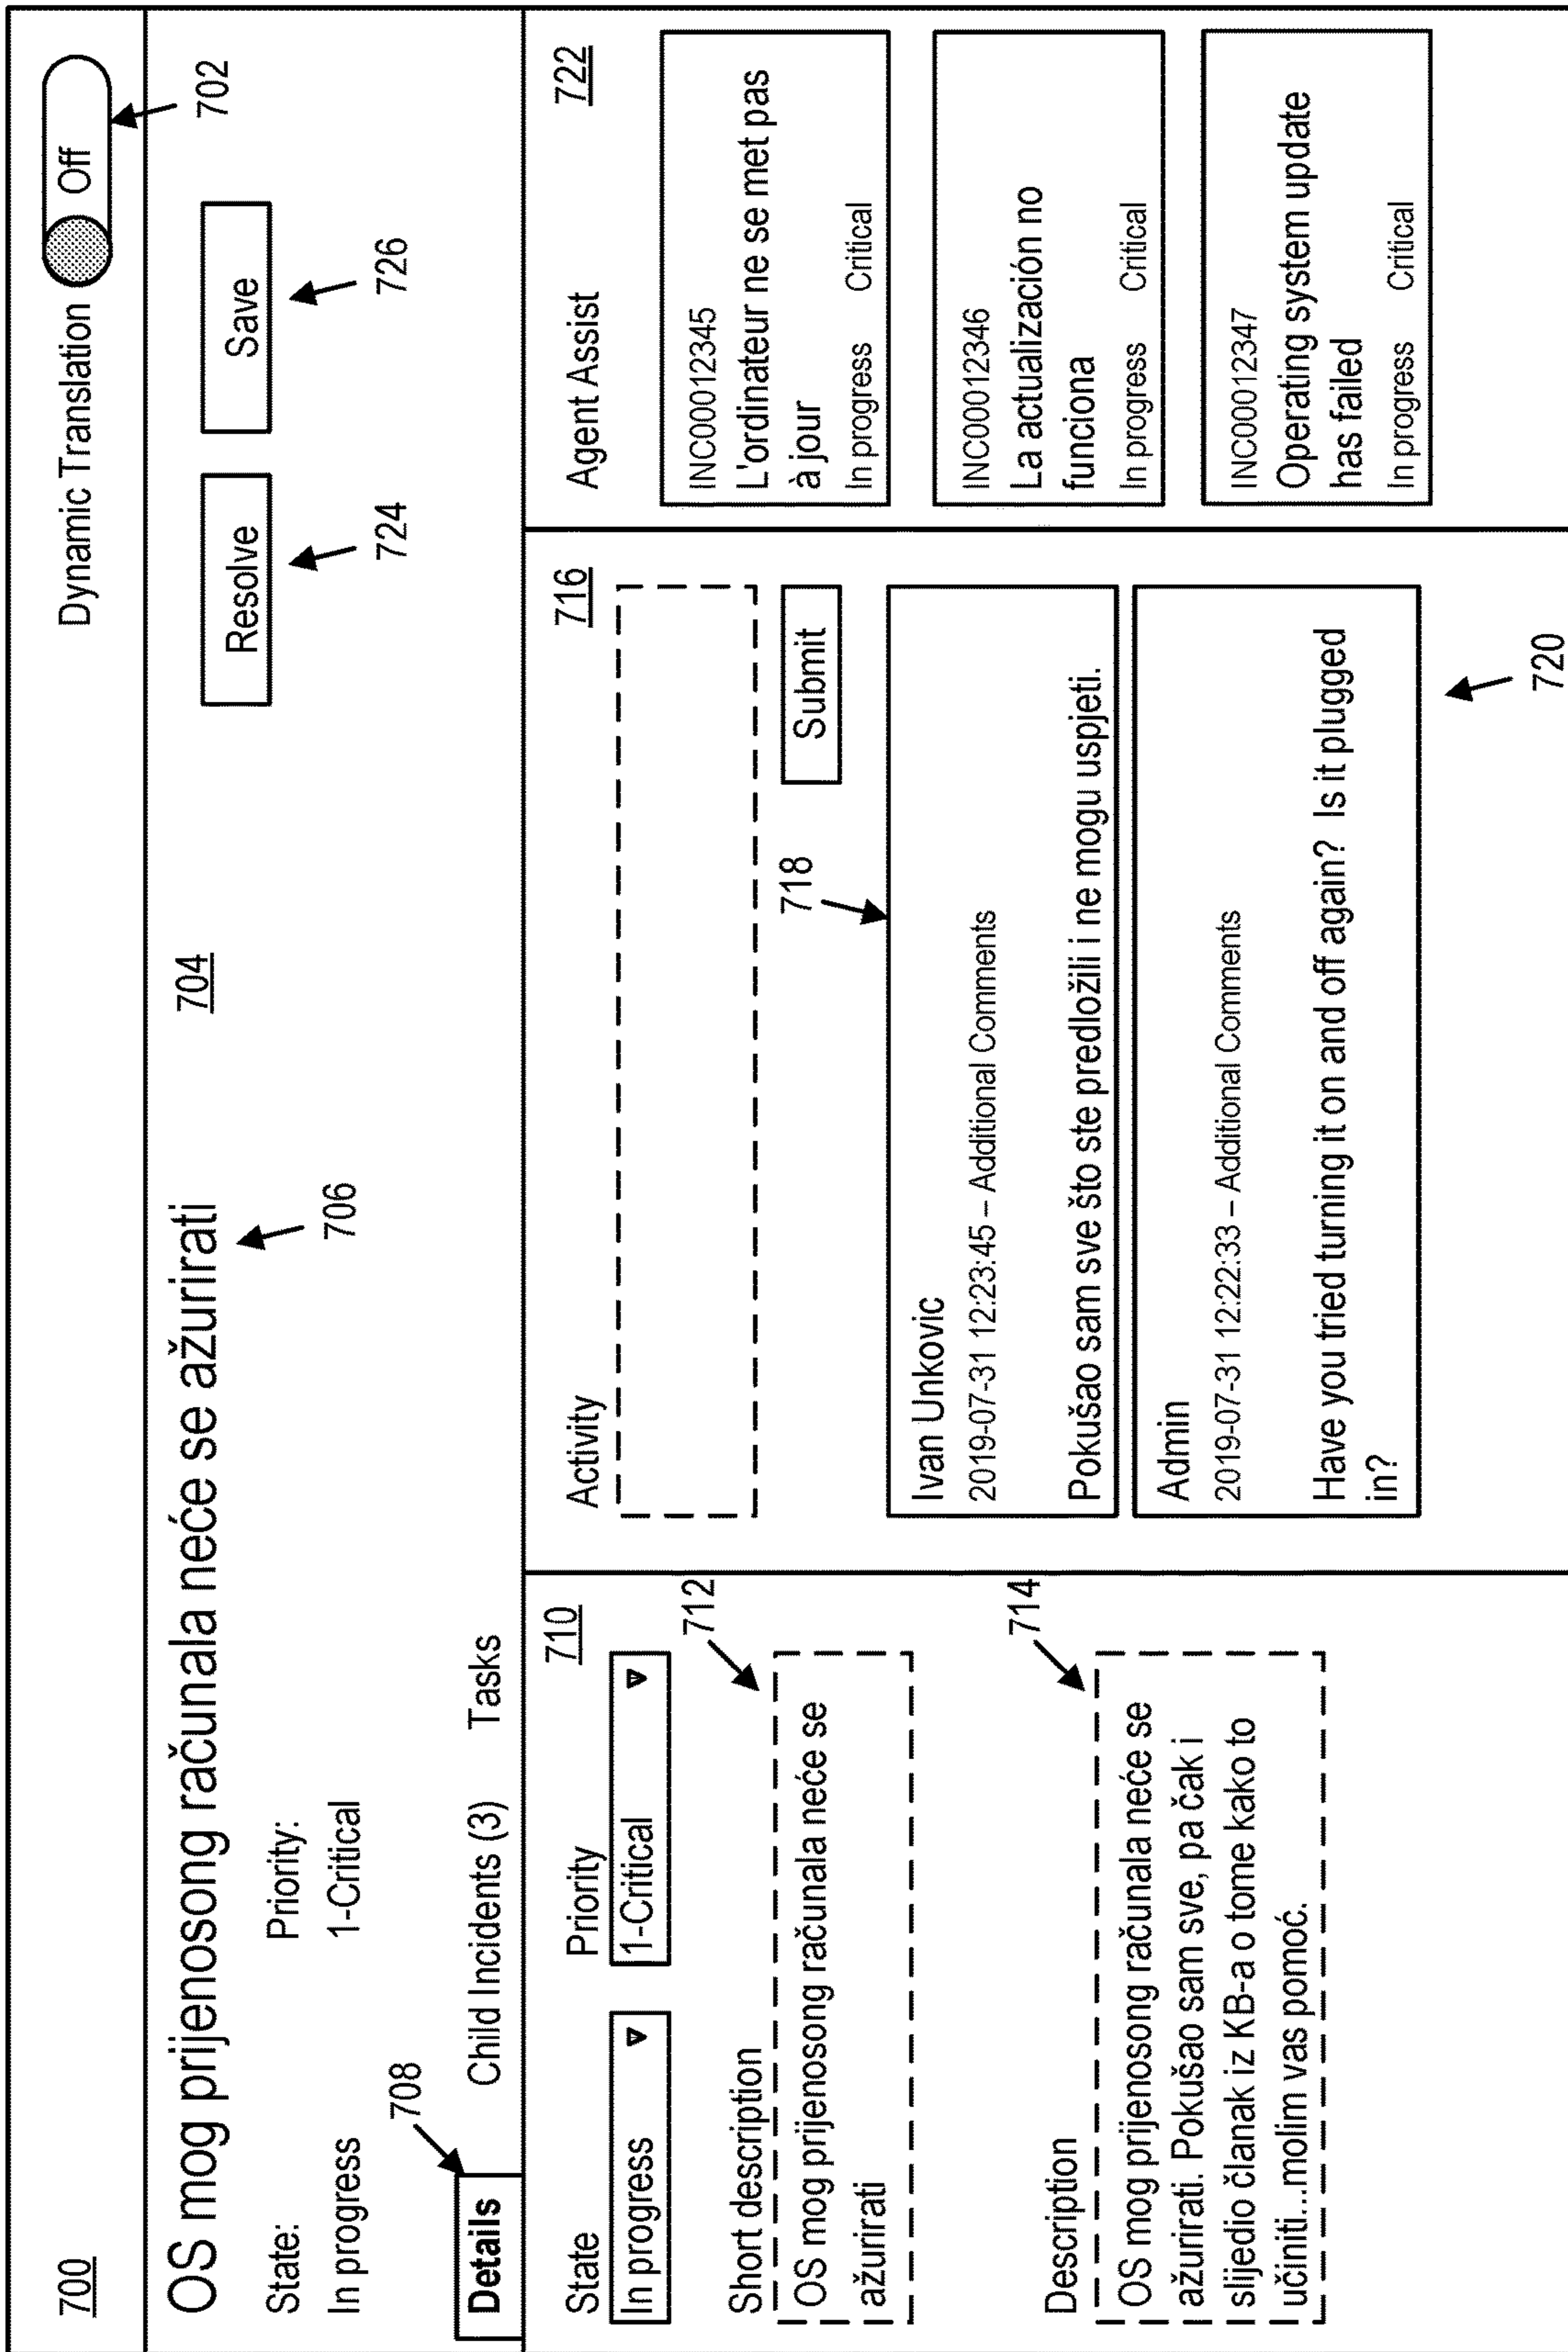 700
Dynamic Translation Off
702
OS mog prijenosong računala neće se ažurirati
704
706
State:
In progress
Priority:
1-Critical
Resolve
724
Save
726
708
Details
Child Incidents (3)
Tasks
710
State
In progress
Priority
1-Critical
Short description
712
OS mog prijenosong računala neće se
ažurirati
Description
714
OS mog prijenosong računala neće se
ažurirati. Pokušao sam sve, pa čak i
slijedio članak iz KB-a o tome kako to
učiniti...molim vas pomoć.
Activity
716
Submit
718
Ivan Unkovic
2019-07-31 12:23:45 – Additional Comments
Pokušao sam sve što ste predložili i ne mogu uspjeti.
Admin
2019-07-31 12:22:33 – Additional Comments
Have you tried turning it on and off again? Is it plugged
in?
720
Agent Assist
722
INC00012345
L'ordinateur ne se met pas
à jour
In progress Critical
INC00012346
La actualización no
funciona
In progress Critical
INC00012347
Operating system update
has failed
In progress Critical